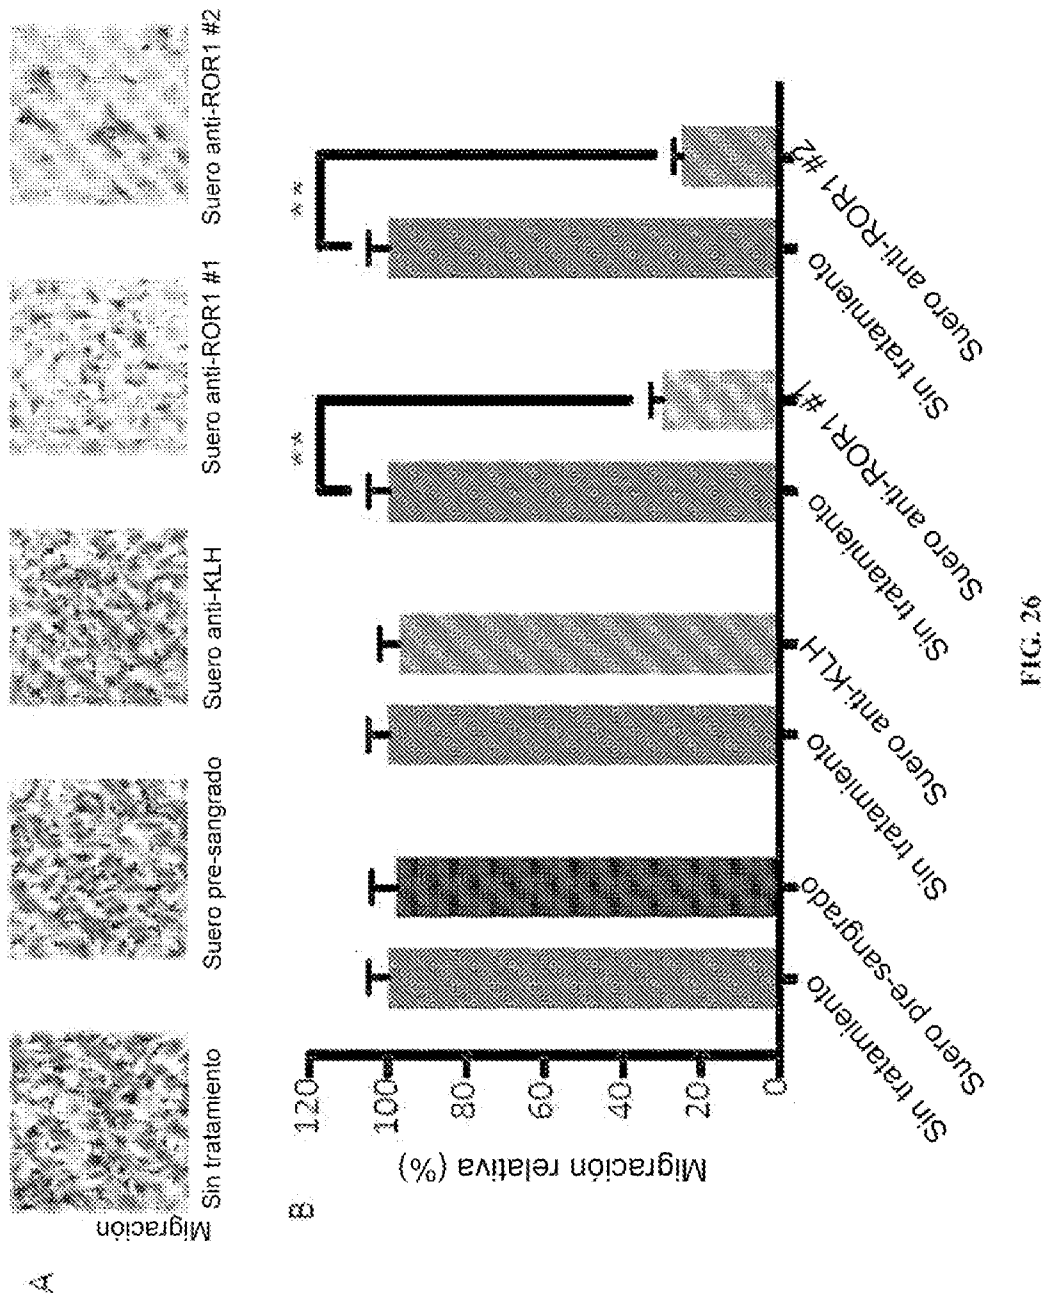 A
Migración
Sin tratamiento
Suero pre-sangrado
Suero anti-KLH
Suero anti-ROR1 #1
Suero anti-ROR1 #2
B
Migración relativa (%)
120
100
80
60
40
20
0
**
**
Sin tratamiento
Suero pre-sangrado
Sin tratamiento
Suero anti-KLH
Sin tratamiento
Suero anti-ROR1 #1
Sin tratamiento
Suero anti-ROR1 #2
FIG. 26